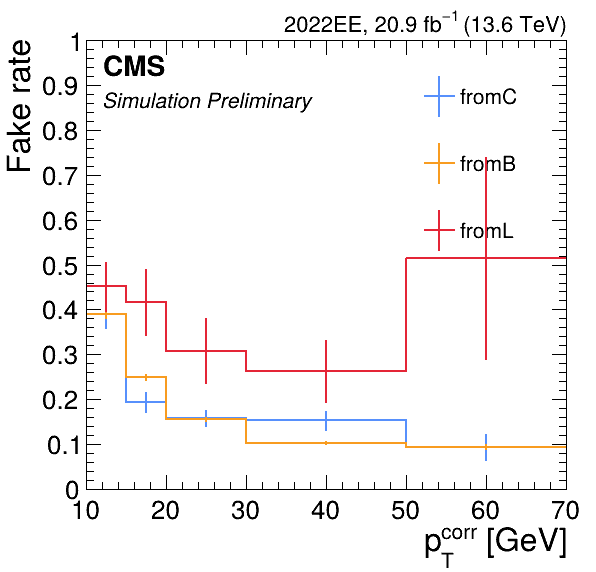 2022EE, 20.9 fb⁻¹ (13.6 TeV)
CMS
Simulation Preliminary
fromC
fromB
fromL
Fake rate
1
0.9
0.8
0.7
0.6
0.5
0.4
0.3
0.2
0.1
0
10 20 30 40 50 60 70
p_T^corr [GeV]